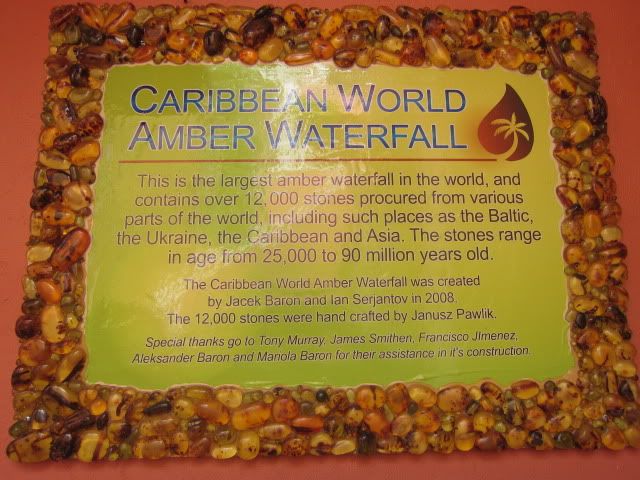 CARIBBEAN WORLD
AMBER WATERFALL
This is the largest amber waterfall in the world, and
contains over 12,000 stones procured from various
parts of the world, including such places as the Baltic,
the Ukraine, the Caribbean and Asia. The stones range
in age from 25,000 to 90 million years old.
The Caribbean World Amber Waterfall was created
by Jacek Baron and Ian Serjantov in 2008.
The 12,000 stones were hand crafted by Janusz Pawlik.
Special thanks go to Tony Murray, James Smithen, Francisco JImenez,
Aleksander Baron and Mariola Baron for their assistance in it's construction.